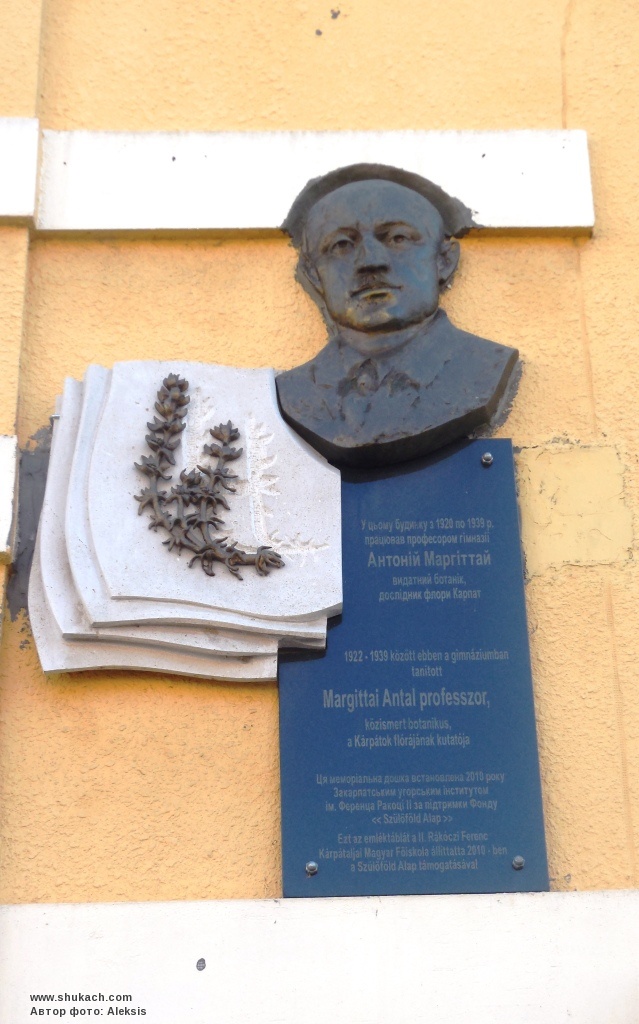 У цьому будинку з 1920 по 1939 р.
працював професором гімназії
Антоній Маргіттай
видатний ботанік,
дослідник флори Карпат
1922 - 1939 között ebben a gimnáziumban
tanított
Margittai Antal professzor,
közismert botanikus,
a Kárpátok flórájának kutatója
Ця меморіальна дошка встановлена 2010 року
Закарпатським угорським інститутом
ім. Ференца Ракоці ІІ за підтримки Фонду
<< Szülőföld Alap >>
Ezt az emléktáblát a II. Rákóczi Ferenc
Kárpátaljai Magyar Főiskola állíttatta 2010 - ben
a Szülőföld Alap támogatásával
www.shukach.com
Автор фото: Aleksis